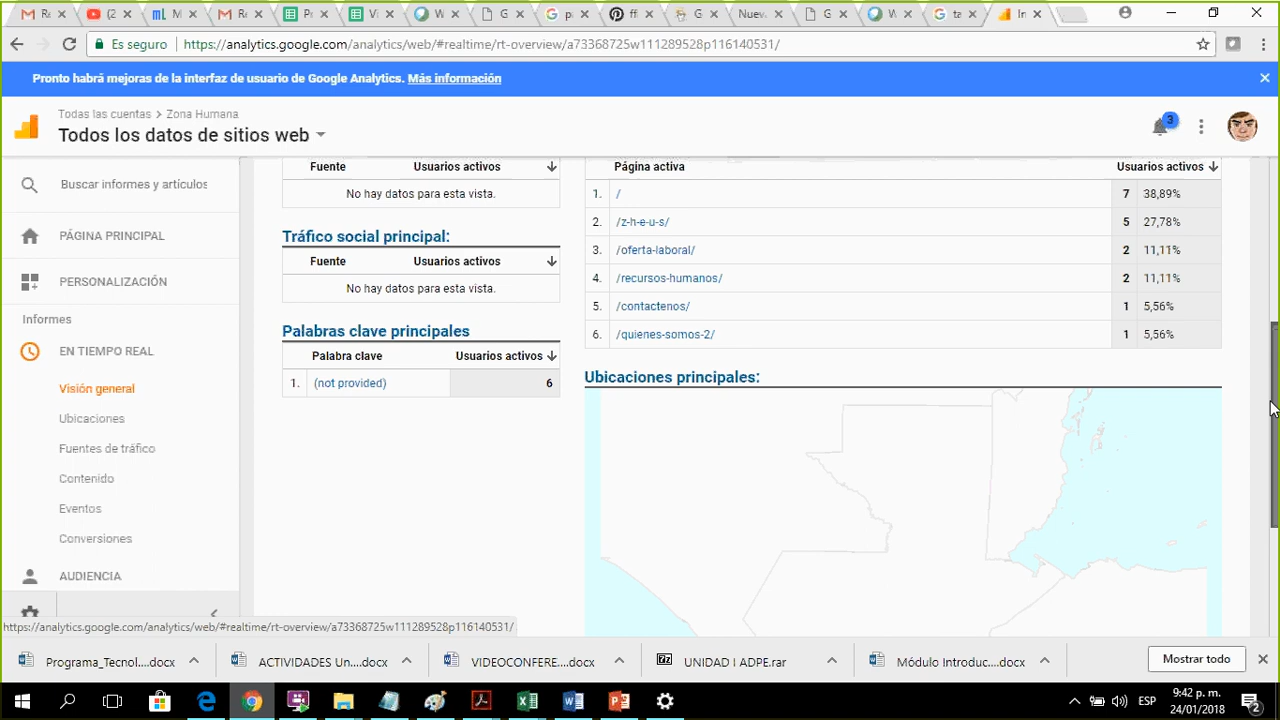 Es seguro https://analytics.google.com/analytics/web/#realtime/rt-overview/a73368725w111289528p116140531/
Pronto habrá mejoras de la interfaz de usuario de Google Analytics. Más información
Todas las cuentas > Zona Humana
Todos los datos de sitios web
3
Buscar informes y artículos
PÁGINA PRINCIPAL
PERSONALIZACIÓN
Informes
EN TIEMPO REAL
Visión general
Ubicaciones
Fuentes de tráfico
Contenido
Eventos
Conversiones
AUDIENCIA
Fuente Usuarios activos
No hay datos para esta vista.
Tráfico social principal:
Fuente Usuarios activos
No hay datos para esta vista.
Palabras clave principales
Palabra clave Usuarios activos
1. (not provided) 6
Página activa Usuarios activos
1. / 7 38,89%
2. /z-h-e-u-s/ 5 27,78%
3. /oferta-laboral/ 2 11,11%
4. /recursos-humanos/ 2 11,11%
5. /contactenos/ 1 5,56%
6. /quienes-somos-2/ 1 5,56%
Ubicaciones principales:
https://analytics.google.com/analytics/web/#realtime/rt-overview/a73368725w111289528p116140531/
Programa_Tecnol....docx ACTIVIDADES Un....docx VIDEOCONFERE....docx UNIDAD I ADPE.rar Módulo Introduc....docx Mostrar todo
ESP 9:42 p. m.
24/01/2018 2